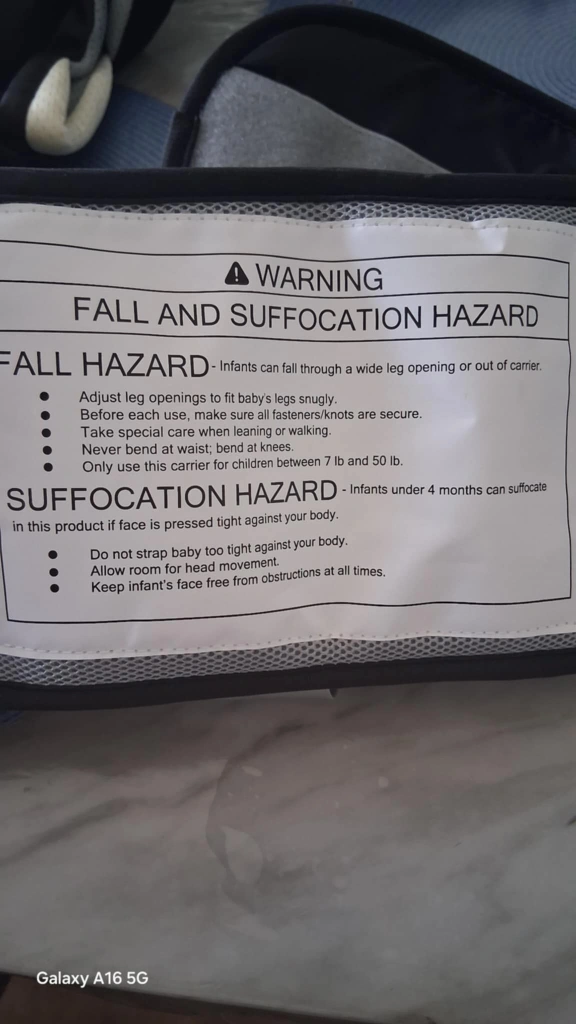 WARNING
FALL AND SUFFOCATION HAZARD
FALL HAZARD - Infants can fall through a wide leg opening or out of carrier.
● Adjust leg openings to fit baby's legs snugly.
● Before each use, make sure all fasteners/knots are secure.
● Take special care when leaning or walking.
● Never bend at waist; bend at knees.
● Only use this carrier for children between 7 lb and 50 lb.
SUFFOCATION HAZARD - Infants under 4 months can suffocate
in this product if face is pressed tight against your body.
● Do not strap baby too tight against your body.
● Allow room for head movement.
● Keep infant's face free from obstructions at all times.
Galaxy A16 5G